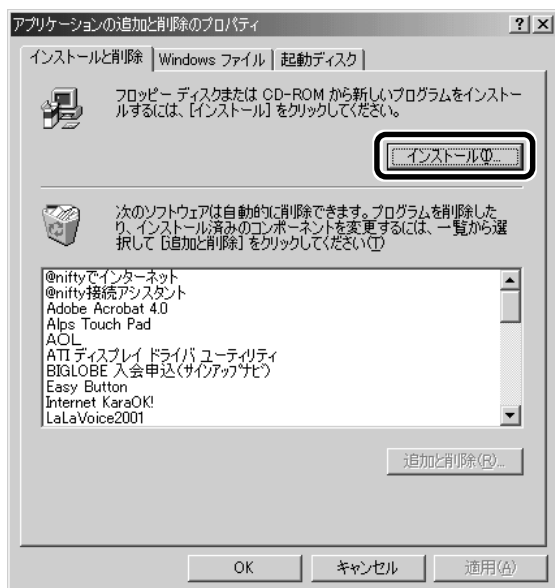 アプリケーションの追加と削除のプロパティ
インストールと削除 Windows ファイル 起動ディスク
フロッピー ディスクまたは CD-ROM から新しいプログラムをインストー
ルするには、[インストール] をクリックしてください。
インストール(I)...
次のソフトウェアは自動的に削除できます。プログラムを削除した
り、インストール済みのコンポーネントを変更するには、一覧から選
択して [追加と削除] をクリックしてください(T)
@niftyでインターネット
@nifty接続アシスタント
Adobe Acrobat 4.0
Alps Touch Pad
AOL
ATI ディスプレイ ドライバ ユーティリティ
BIGLOBE 入会申込(サインアップナビ)
Easy Button
Internet KaraOK!
LaLaVoice2001
追加と削除(R)...
OK キャンセル 適用(A)